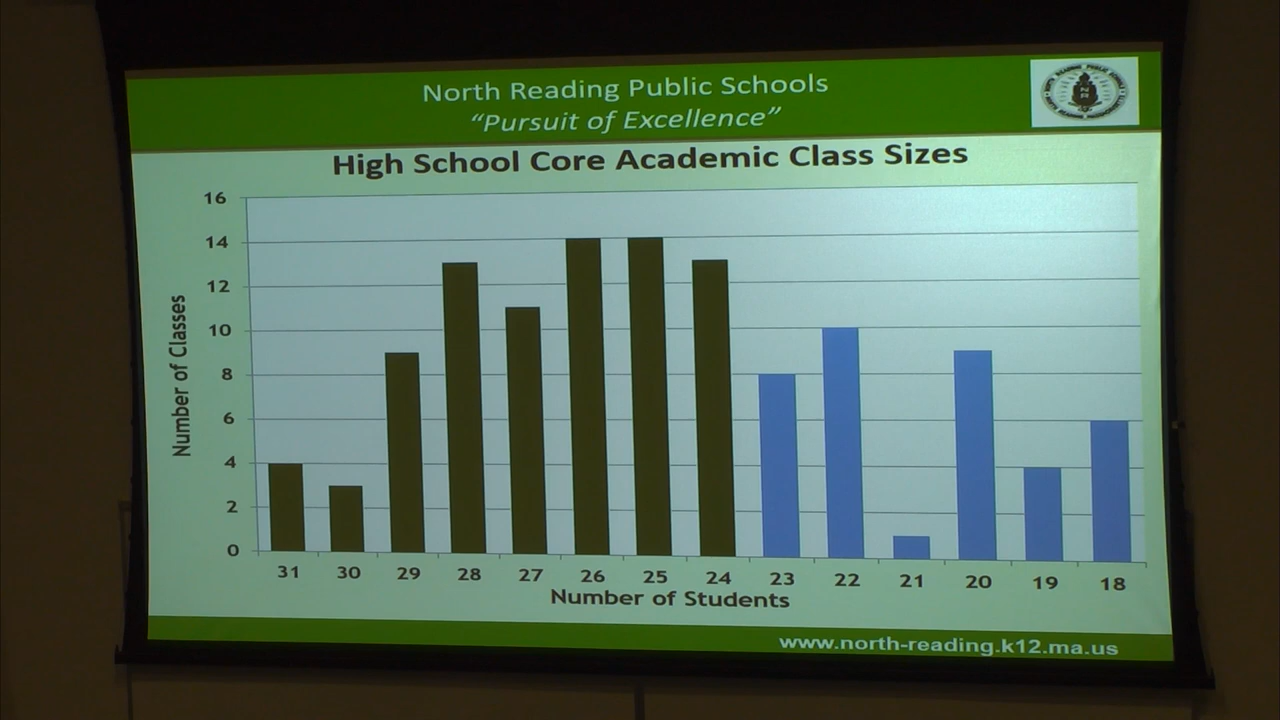 North Reading Public Schools
“Pursuit of Excellence”
High School Core Academic Class Sizes
16
14
12
10
8
6
4
2
0
Number of Classes
31 30 29 28 27 26 25 24 23 22 21 20 19 18
Number of Students
www.north-reading.k12.ma.us